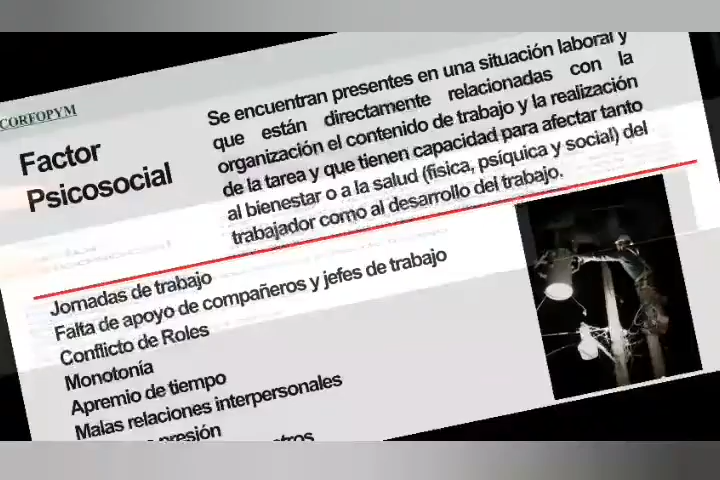 CORFOPYM
Factor
Psicosocial
Se encuentran presentes en una situación laboral y
que están directamente relacionadas con la
organización el contenido de trabajo y la realización
de la tarea y que tienen capacidad para afectar tanto
al bienestar o a la salud (física, psíquica y social) del
trabajador como al desarrollo del trabajo.
Jornadas de trabajo
Falta de apoyo de compañeros y jefes de trabajo
Conflicto de Roles
Monotonía
Apremio de tiempo
Malas relaciones interpersonales